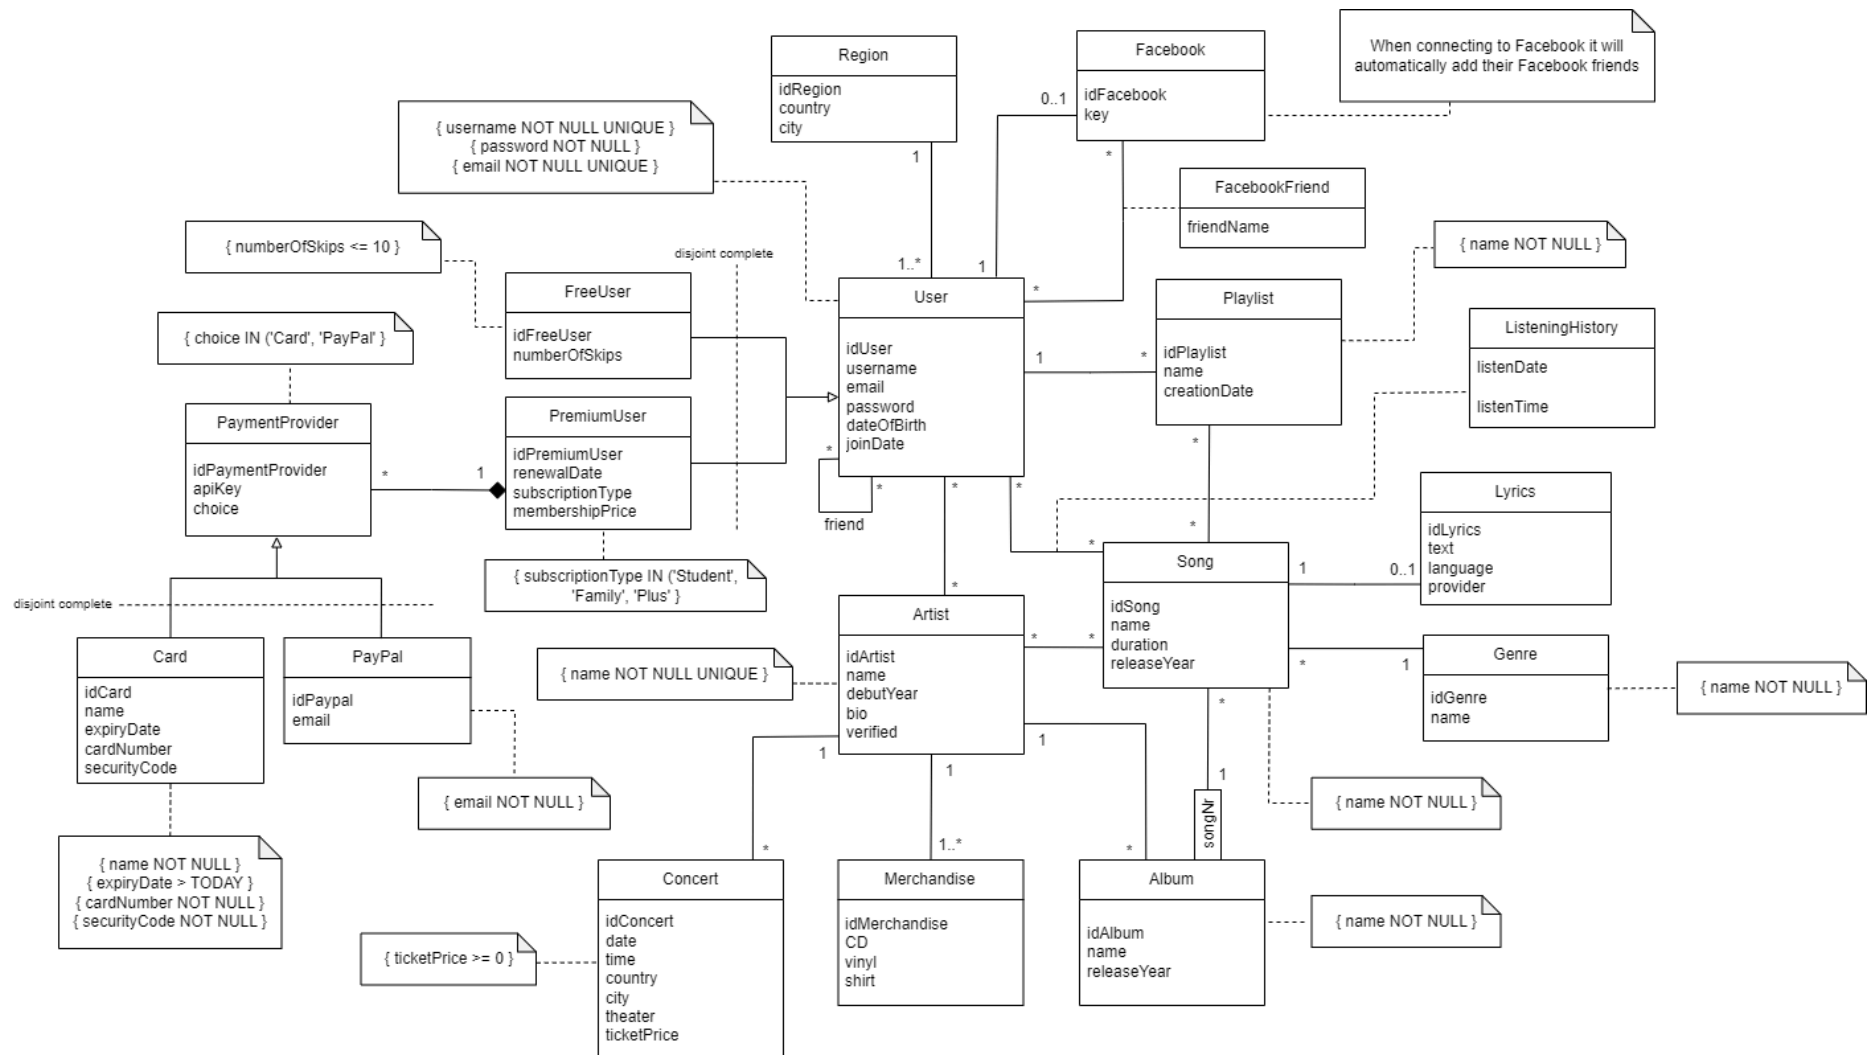 Region
idRegion
country
city
1
1..*
Facebook
idFacebook
key
0..1
1
*
*
When connecting to Facebook it will
automatically add their Facebook friends
FacebookFriend
friendName
{ username NOT NULL UNIQUE }
{ password NOT NULL }
{ email NOT NULL UNIQUE }
{ numberOfSkips <= 10 }
disjoint complete
FreeUser
idFreeUser
numberOfSkips
{ choice IN ('Card', 'PayPal' }
PaymentProvider
idPaymentProvider
apiKey
choice
*
1
PremiumUser
idPremiumUser
renewalDate
subscriptionType
membershipPrice
{ subscriptionType IN ('Student',
'Family', 'Plus' }
User
idUser
username
email
password
dateOfBirth
joinDate
*
*
friend
1
*
Playlist
idPlaylist
name
creationDate
{ name NOT NULL }
ListeningHistory
listenDate
listenTime
*
*
*
*
*
*
Song
idSong
name
duration
releaseYear
1
0..1
Lyrics
idLyrics
text
language
provider
*
1
Genre
idGenre
name
{ name NOT NULL }
disjoint complete
Card
idCard
name
expiryDate
cardNumber
securityCode
PayPal
idPaypal
email
{ email NOT NULL }
{ name NOT NULL }
{ expiryDate > TODAY }
{ cardNumber NOT NULL }
{ securityCode NOT NULL }
{ name NOT NULL UNIQUE }
Artist
idArtist
name
debutYear
bio
verified
*
*
1
*
1
1..*
1
*
*
1
songNr
{ name NOT NULL }
Concert
idConcert
date
time
country
city
theater
ticketPrice
{ ticketPrice >= 0 }
Merchandise
idMerchandise
CD
vinyl
shirt
Album
idAlbum
name
releaseYear
{ name NOT NULL }